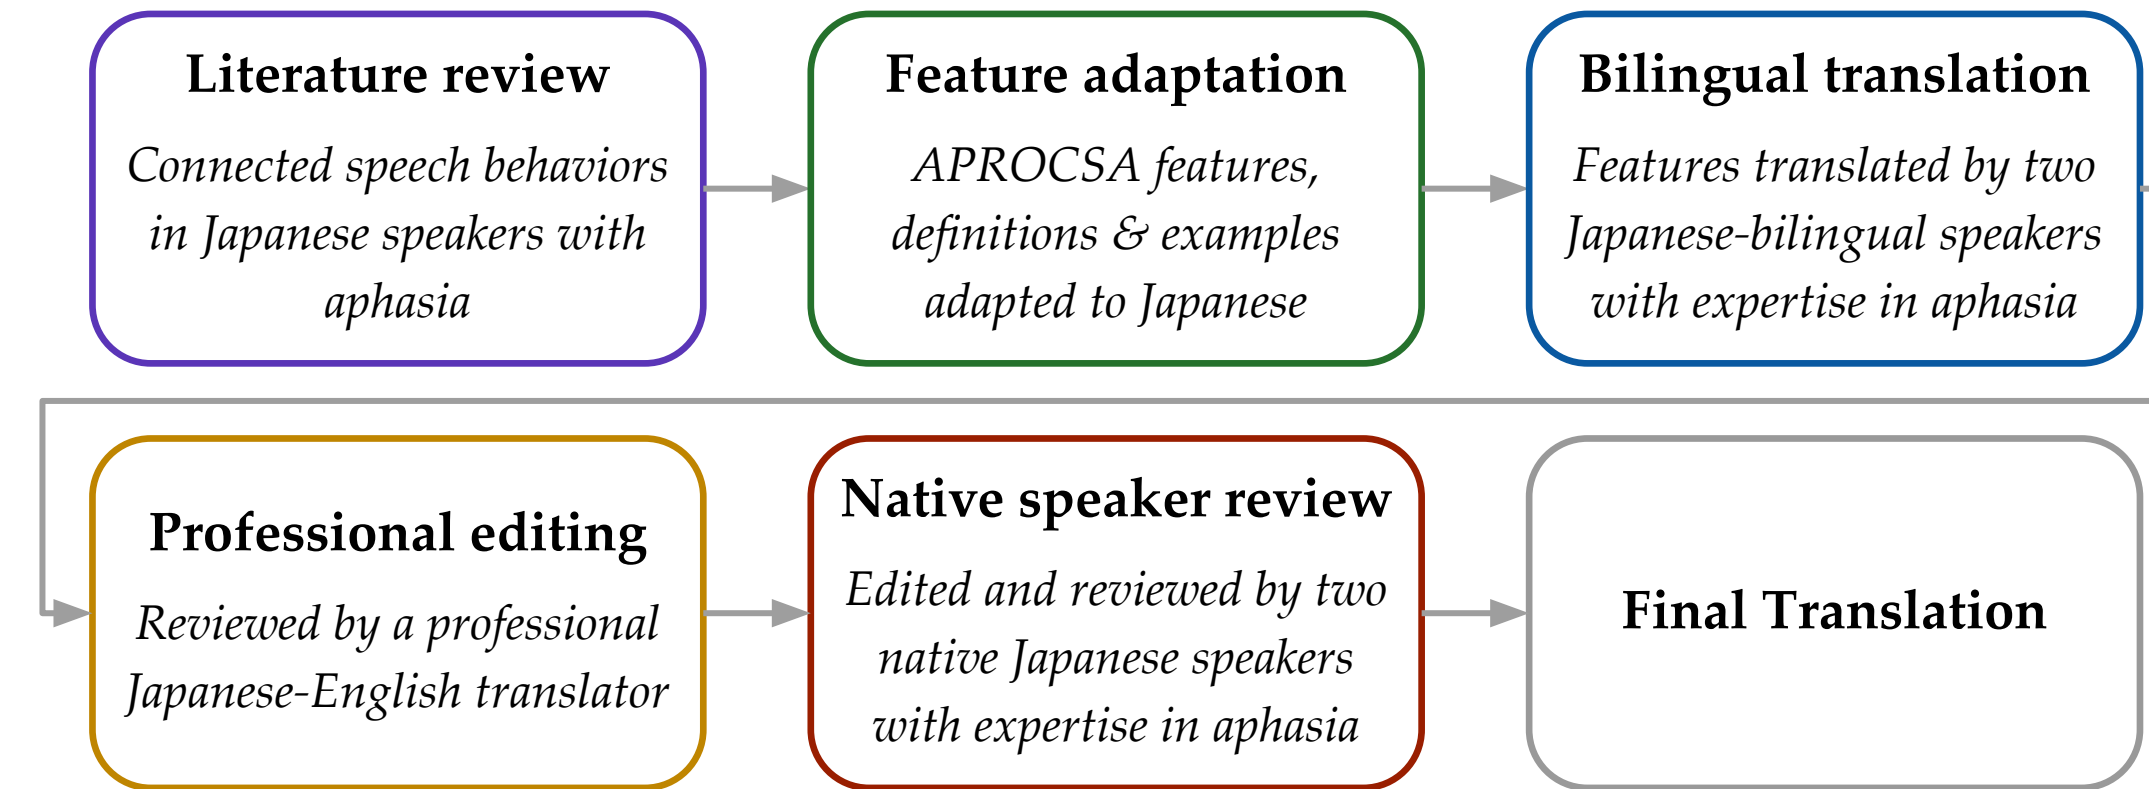 Literature review
Connected speech behaviors
in Japanese speakers with
aphasia
Feature adaptation
APROCSA features,
definitions & examples
adapted to Japanese
Bilingual translation
Features translated by two
Japanese-bilingual speakers
with expertise in aphasia
Professional editing
Reviewed by a professional
Japanese-English translator
Native speaker review
Edited and reviewed by two
native Japanese speakers
with expertise in aphasia
Final Translation